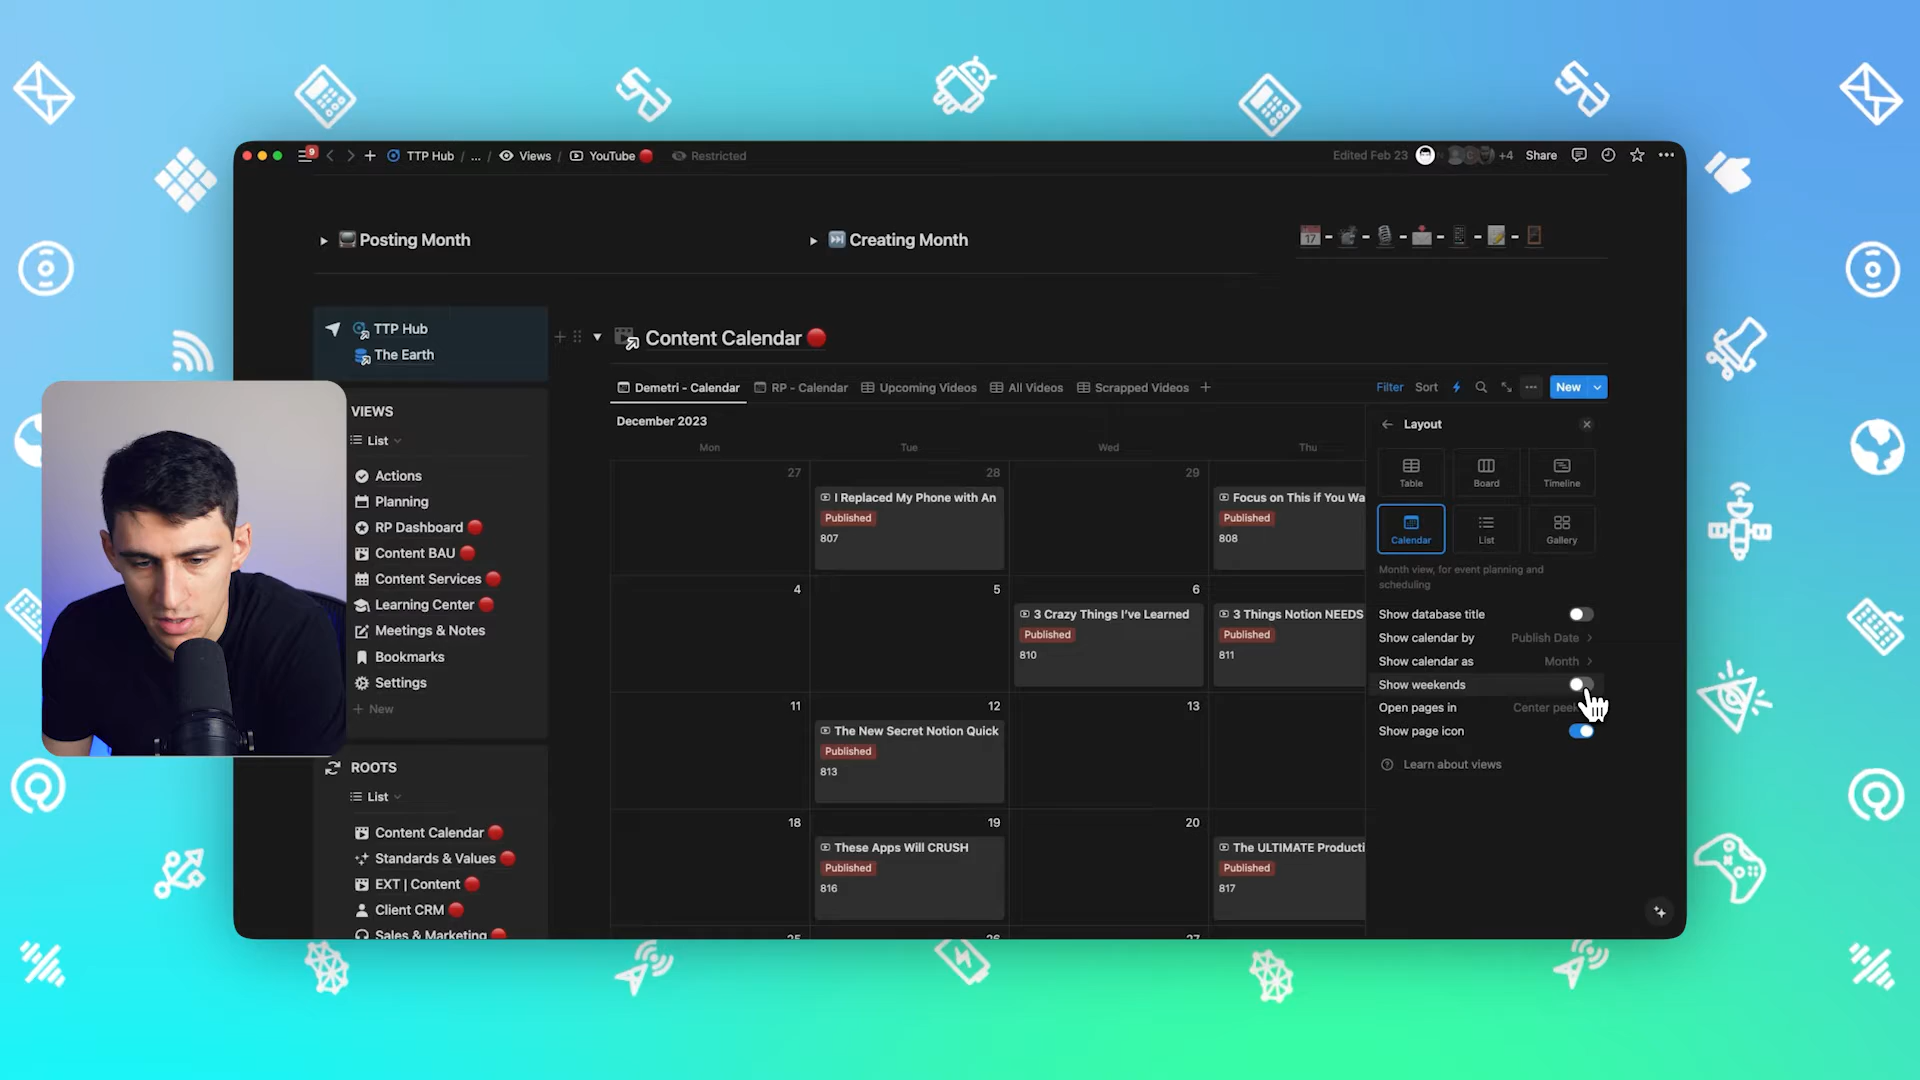 9
TTP Hub / ... / Views / YouTube
Restricted
Edited Feb 23
+4
Share
Posting Month
Creating Month
17
TTP Hub
The Earth
VIEWS
List
Actions
Planning
RP Dashboard
Content BAU
Content Services
Learning Center
Meetings & Notes
Bookmarks
Settings
New
ROOTS
List
Content Calendar
Standards & Values
EXT | Content
Client CRM
Sales & Marketing
Content Calendar
Demetri - Calendar
RP - Calendar
Upcoming Videos
All Videos
Scrapped Videos
Filter
Sort
New
December 2023
Mon
Tue
Wed
Thu
27
28
29
I Replaced My Phone with An
Published
807
Focus on This if You Wa
Published
808
4
5
6
3 Crazy Things I've Learned
Published
810
3 Things Notion NEEDS
Published
811
11
12
13
The New Secret Notion Quick
Published
813
18
19
20
These Apps Will CRUSH
Published
816
The ULTIMATE Producti
Published
817
25
26
27
Layout
Table
Board
Timeline
Calendar
List
Gallery
Month view, for event planning and
scheduling
Show database title
Show calendar by
Publish Date
Show calendar as
Month
Show weekends
Open pages in
Center peek
Show page icon
Learn about views